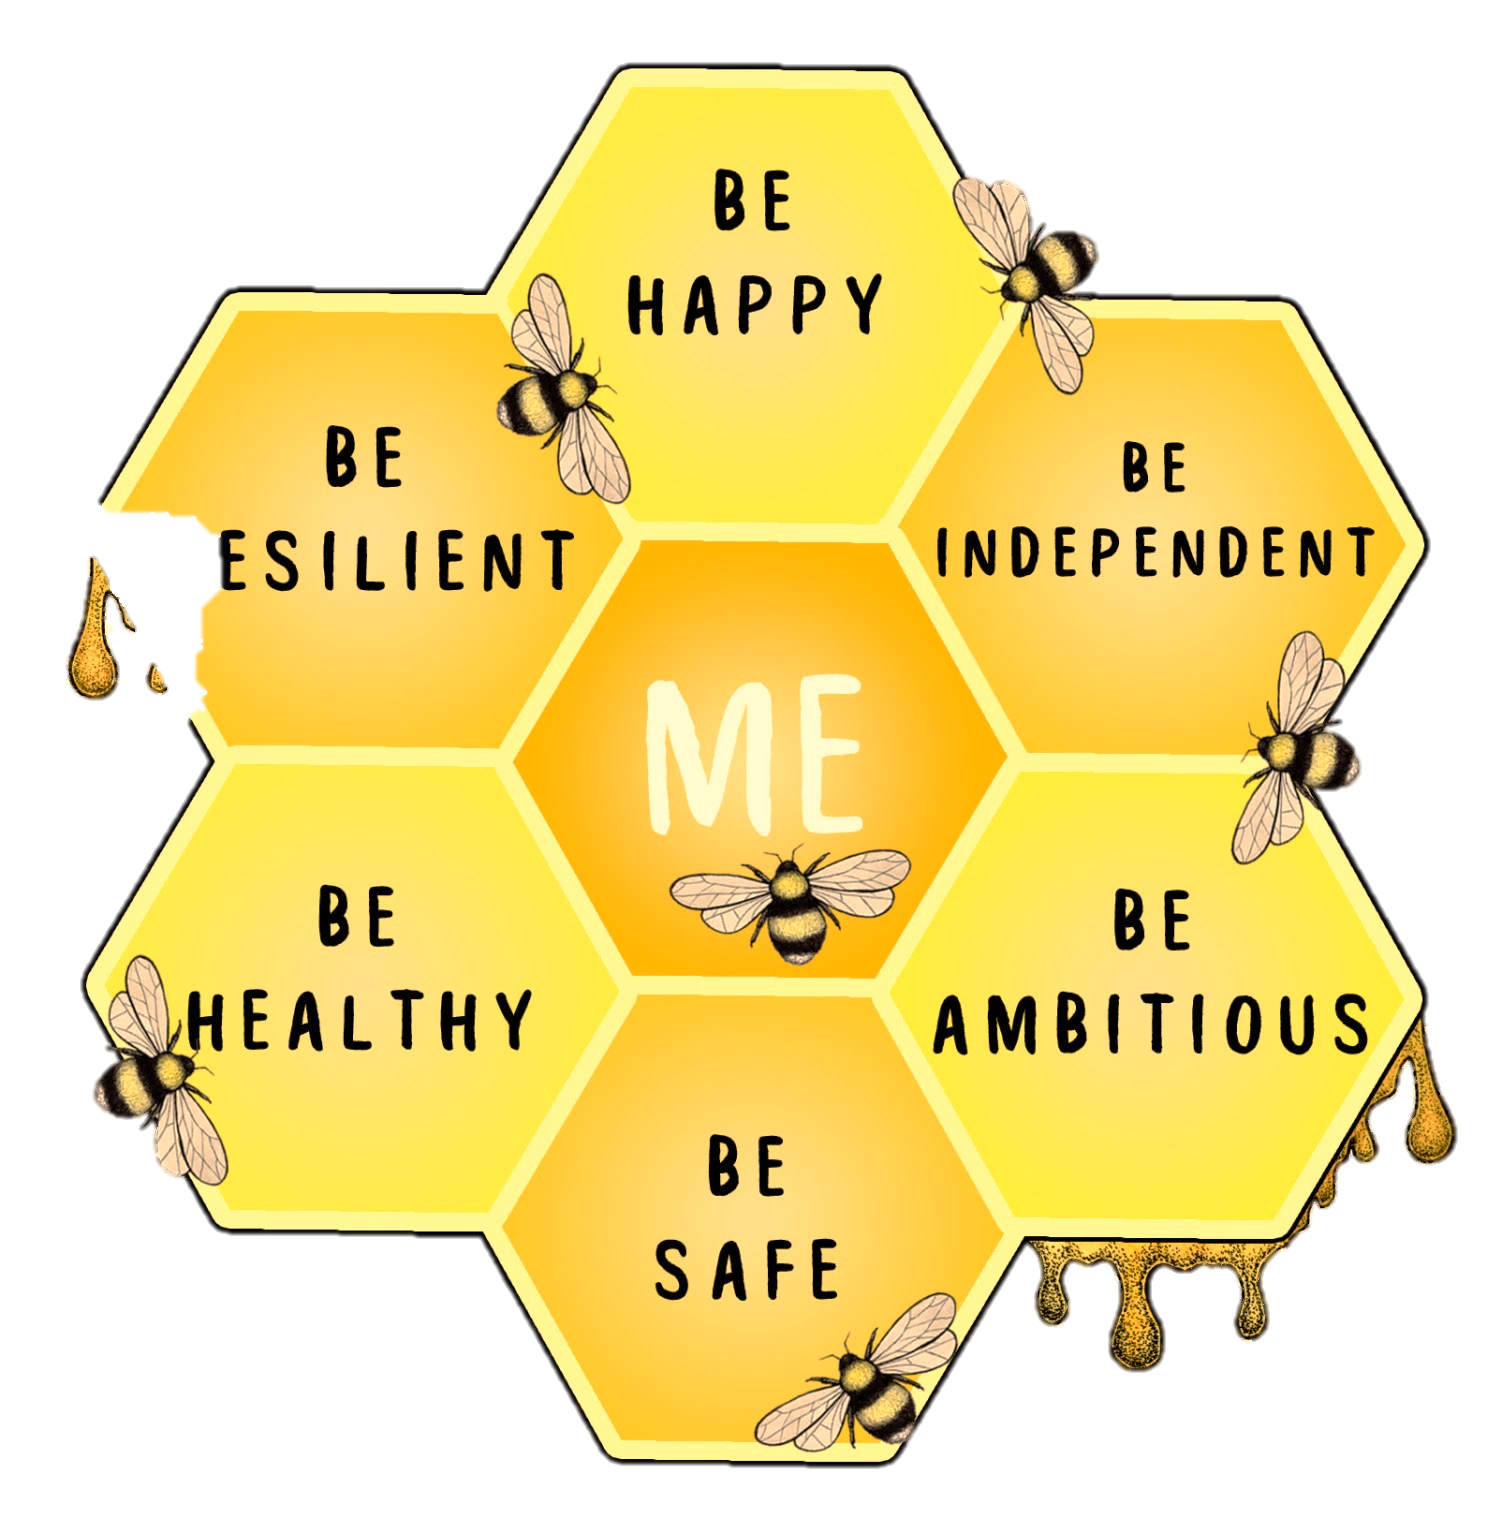 BE
HAPPY
BE
ESILIENT
BE
INDEPENDENT
ME
BE
HEALTHY
BE
AMBITIOUS
BE
SAFE